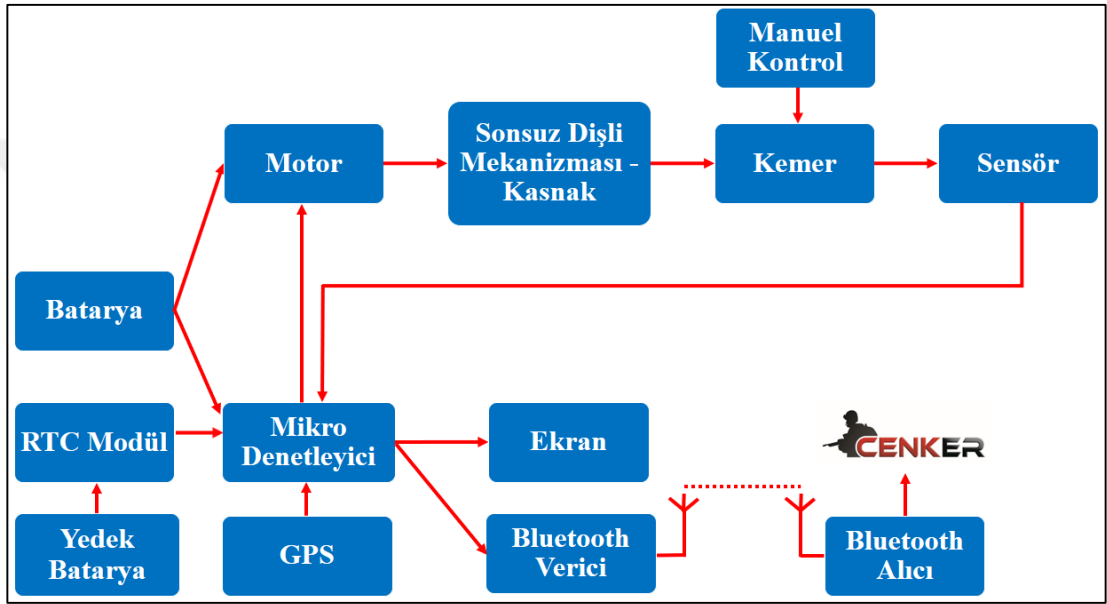 Manuel
Kontrol
Motor
Sonsuz Dişli
Mekanizması -
Kasnak
Kemer
Sensör
Batarya
RTC Modül
Mikro
Denetleyici
Ekran
CENKER
Yedek
Batarya
GPS
Bluetooth
Verici
Bluetooth
Alıcı